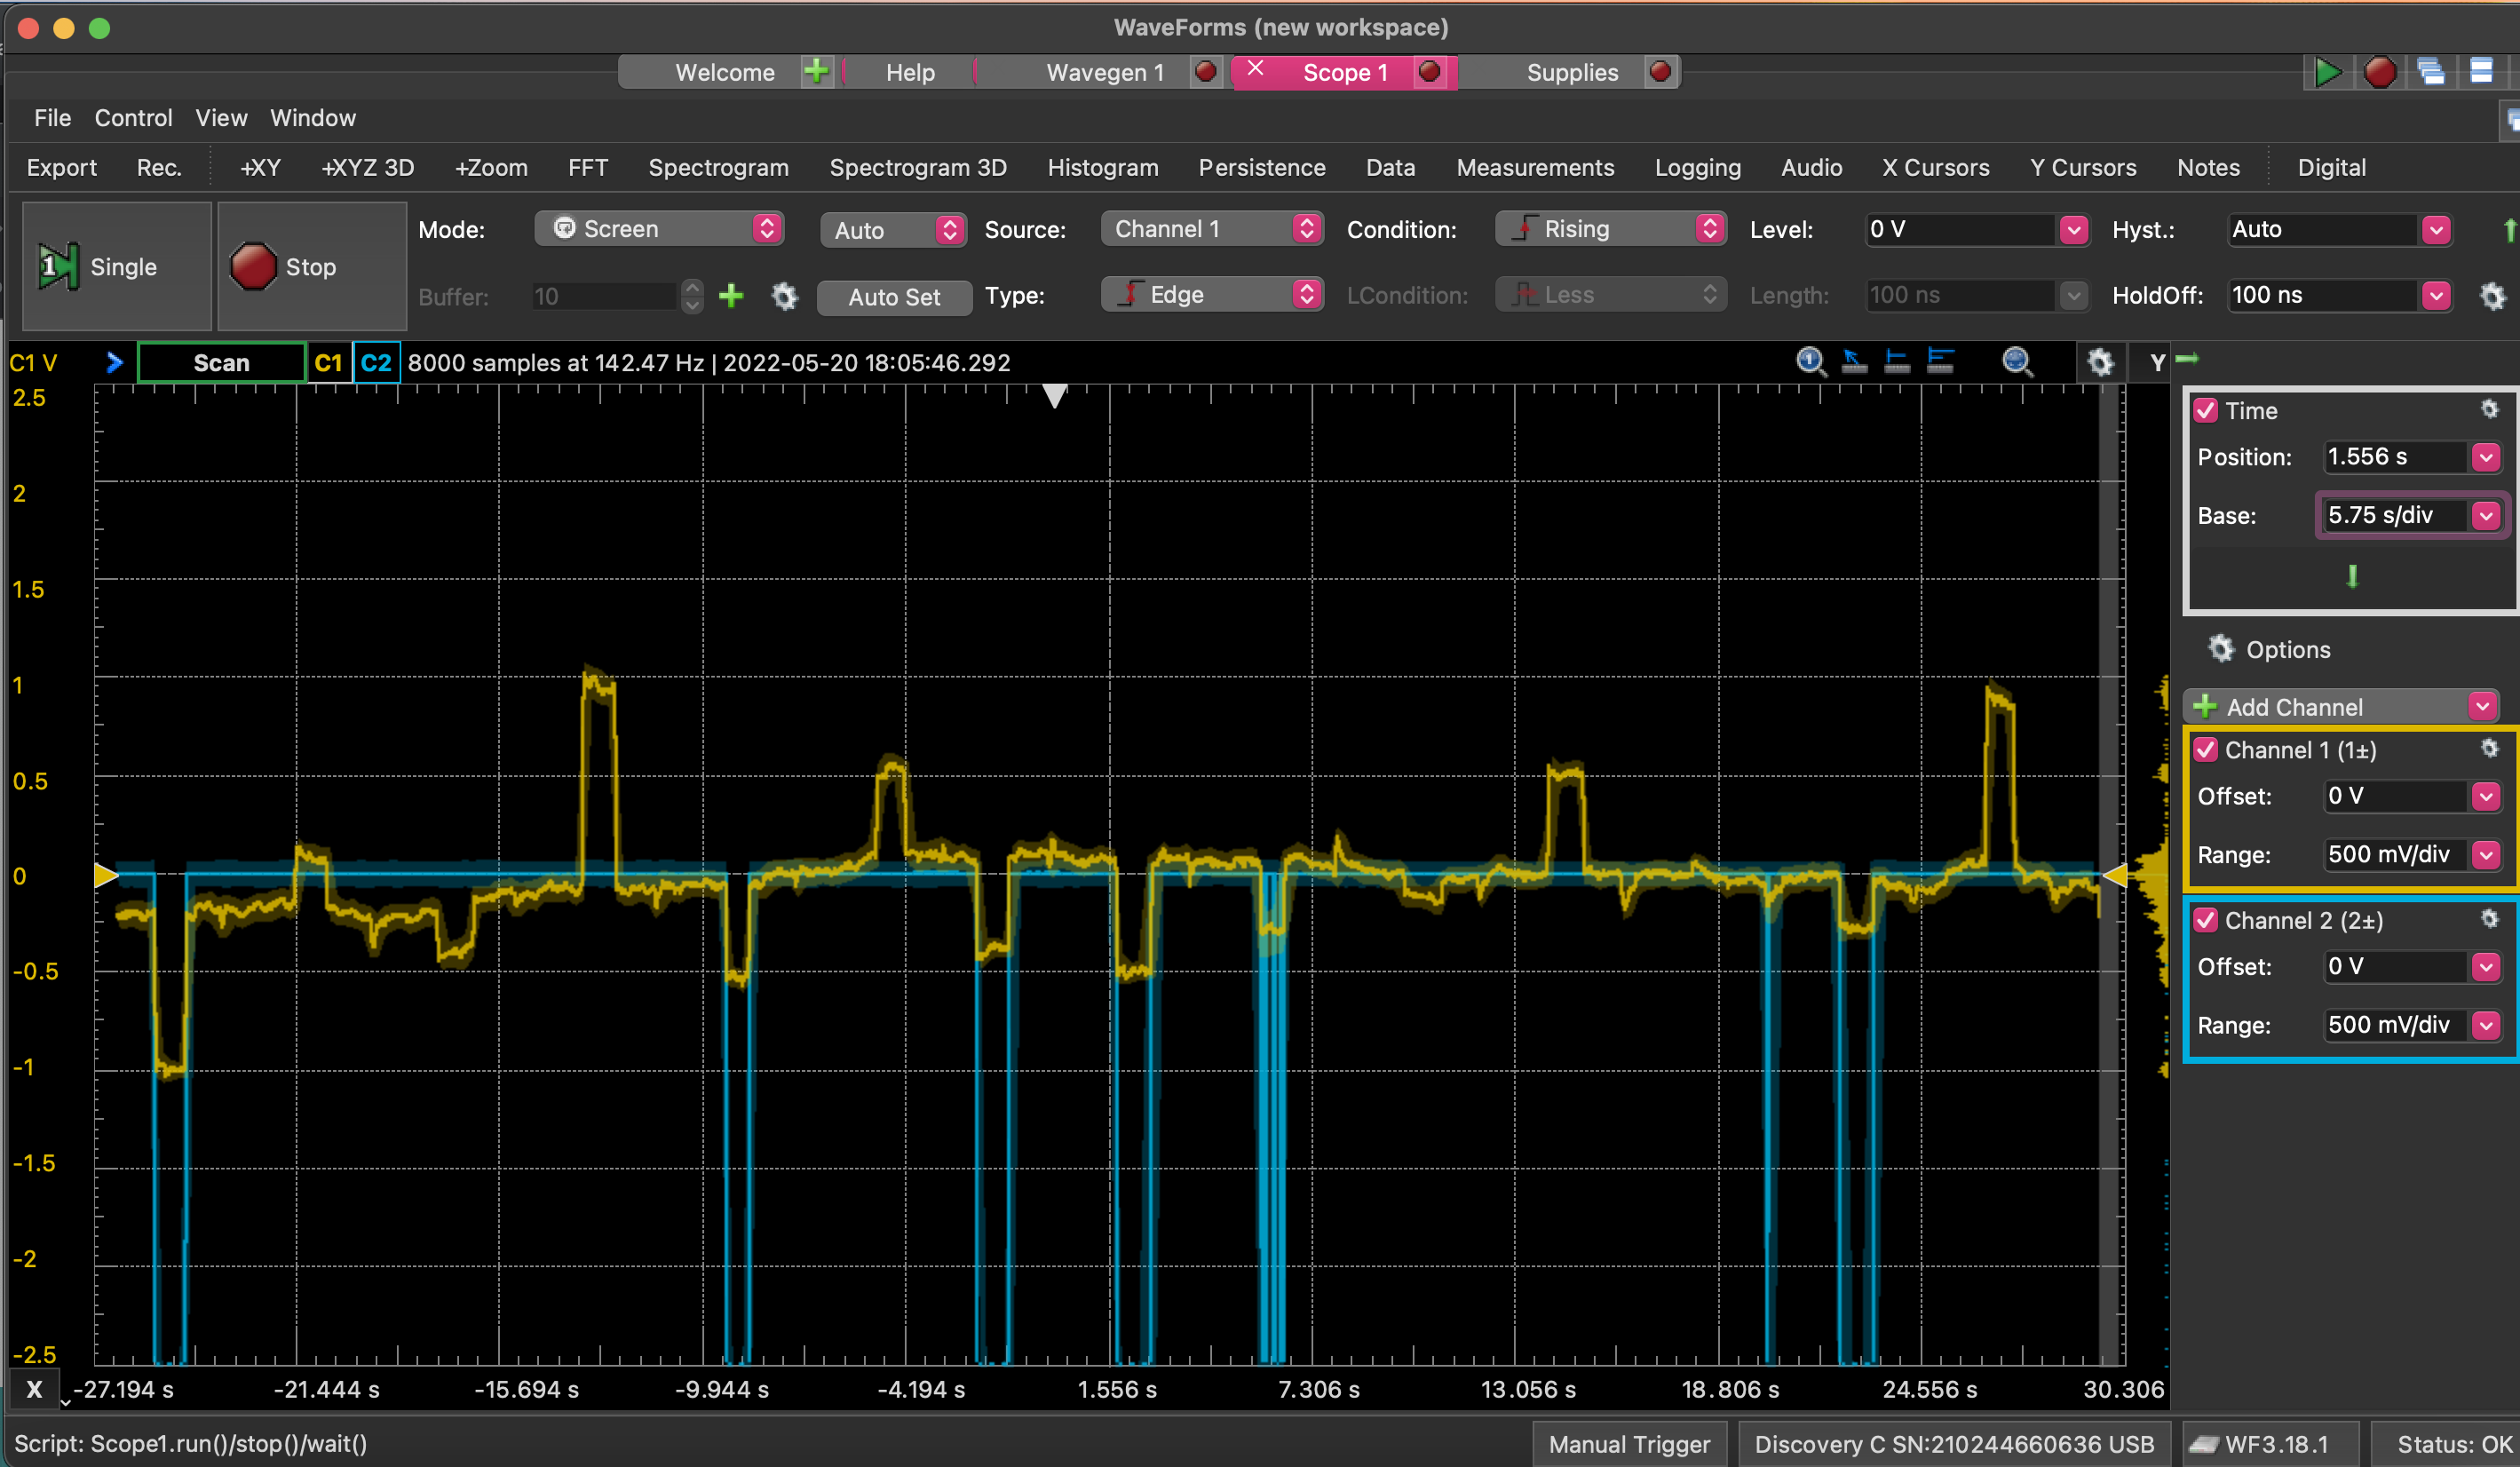 WaveForms (new workspace)
Welcome Help Wavegen 1 Scope 1 Supplies
File Control View Window
Export Rec. +XY +XYZ 3D +Zoom FFT Spectrogram Spectrogram 3D Histogram Persistence Data Measurements Logging Audio X Cursors Y Cursors Notes Digital
1 Single Stop Mode: Screen Auto Source: Channel 1 Condition: Rising Level: 0 V Hyst.: Auto
Buffer: 10 Auto Set Type: Edge LCondition: Less Length: 100 ns HoldOff: 100 ns
C1 V Scan C1 C2 8000 samples at 142.47 Hz | 2022-05-20 18:05:46.292 1 Y
2.5
2
1.5
1
0.5
0
-0.5
-1
-1.5
-2
-2.5
X -27.194 s -21.444 s -15.694 s -9.944 s -4.194 s 1.556 s 7.306 s 13.056 s 18.806 s 24.556 s 30.306
Time
Position: 1.556 s
Base: 5.75 s/div
Options
Add Channel
Channel 1 (1±)
Offset: 0 V
Range: 500 mV/div
Channel 2 (2±)
Offset: 0 V
Range: 500 mV/div
Script: Scope1.run()/stop()/wait() Manual Trigger Discovery C SN:210244660636 USB WF3.18.1 Status: OK